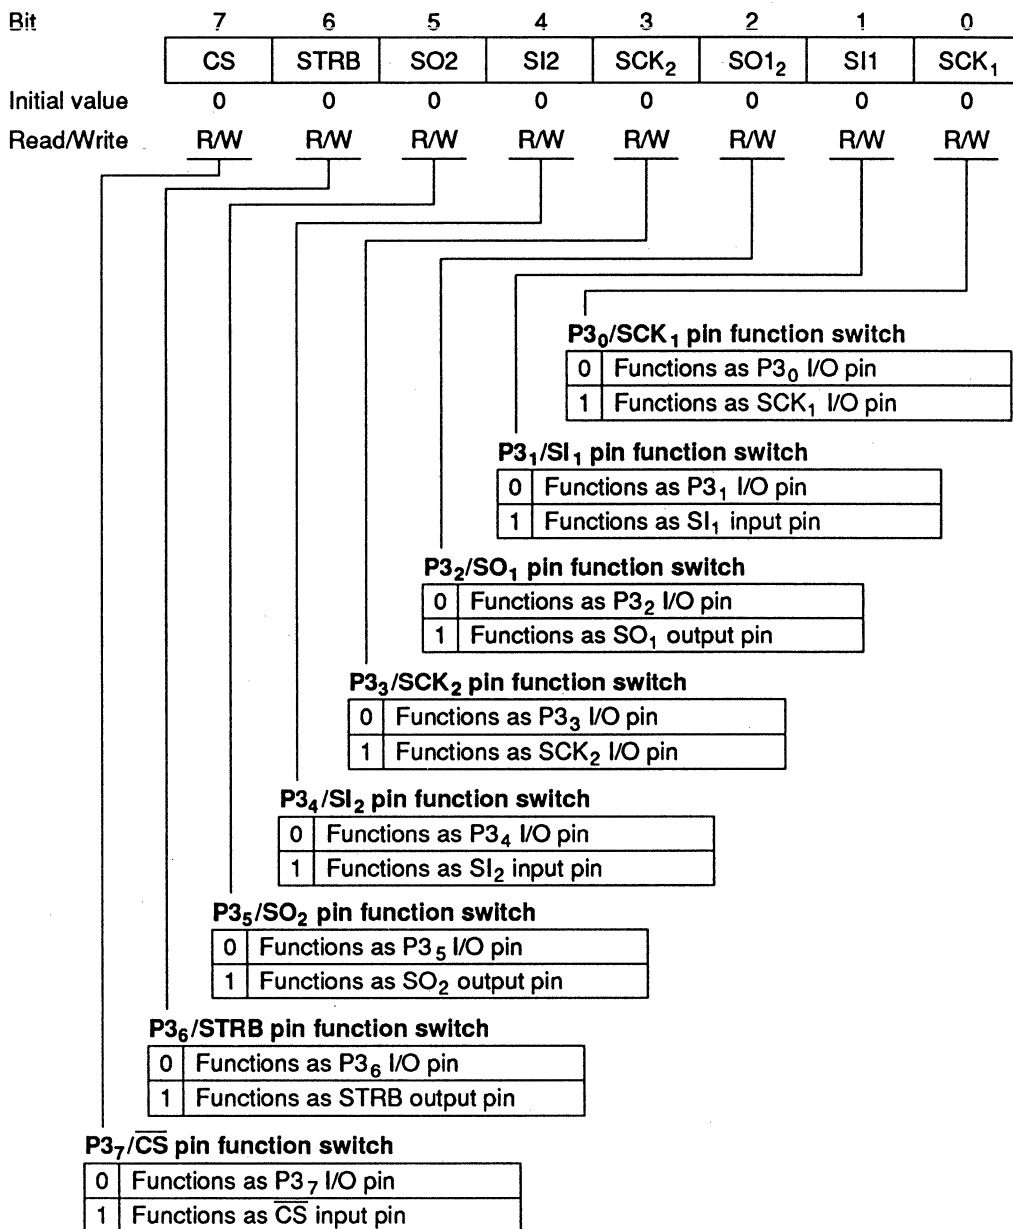 Bit 7 6 5 4 3 2 1 0
CS STRB SO2 SI2 SCK₂ SO1₂ SI1 SCK₁
Initial value 0 0 0 0 0 0 0 0
Read/Write R/W R/W R/W R/W R/W R/W R/W R/W
P3₀/SCK₁ pin function switch
0 Functions as P3₀ I/O pin
1 Functions as SCK₁ I/O pin
P3₁/SI₁ pin function switch
0 Functions as P3₁ I/O pin
1 Functions as SI₁ input pin
P3₂/SO₁ pin function switch
0 Functions as P3₂ I/O pin
1 Functions as SO₁ output pin
P3₃/SCK₂ pin function switch
0 Functions as P3₃ I/O pin
1 Functions as SCK₂ I/O pin
P3₄/SI₂ pin function switch
0 Functions as P3₄ I/O pin
1 Functions as SI₂ input pin
P3₅/SO₂ pin function switch
0 Functions as P3₅ I/O pin
1 Functions as SO₂ output pin
P3₆/STRB pin function switch
0 Functions as P3₆ I/O pin
1 Functions as STRB output pin
P3₇/C̅S̅ pin function switch
0 Functions as P3₇ I/O pin
1 Functions as C̅S̅ input pin